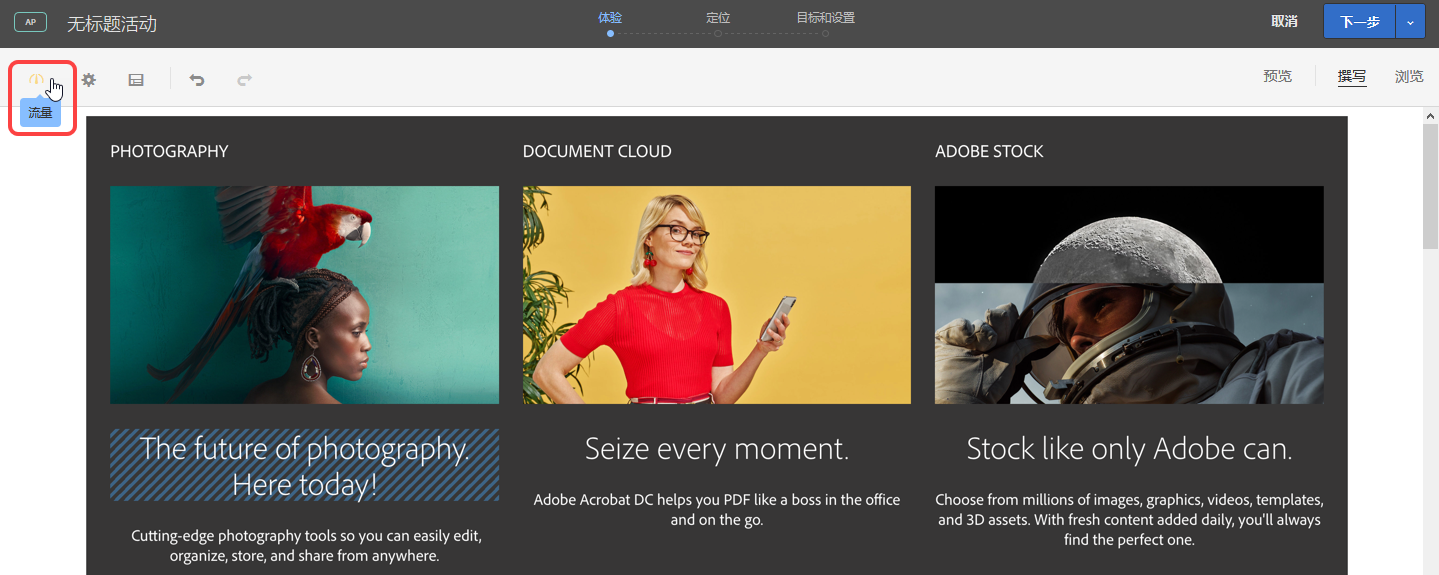 AP
无标题活动
体验
定位
目标和设置
取消
下一步
流量
预览
撰写
浏览
PHOTOGRAPHY
DOCUMENT CLOUD
ADOBE STOCK
The future of photography.
Here today!
Cutting-edge photography tools so you can easily edit,
organize, store, and share from anywhere.
Seize every moment.
Adobe Acrobat DC helps you PDF like a boss in the office
and on the go.
Stock like only Adobe can.
Choose from millions of images, graphics, videos, templates,
and 3D assets. With fresh content added daily, you'll always
find the perfect one.